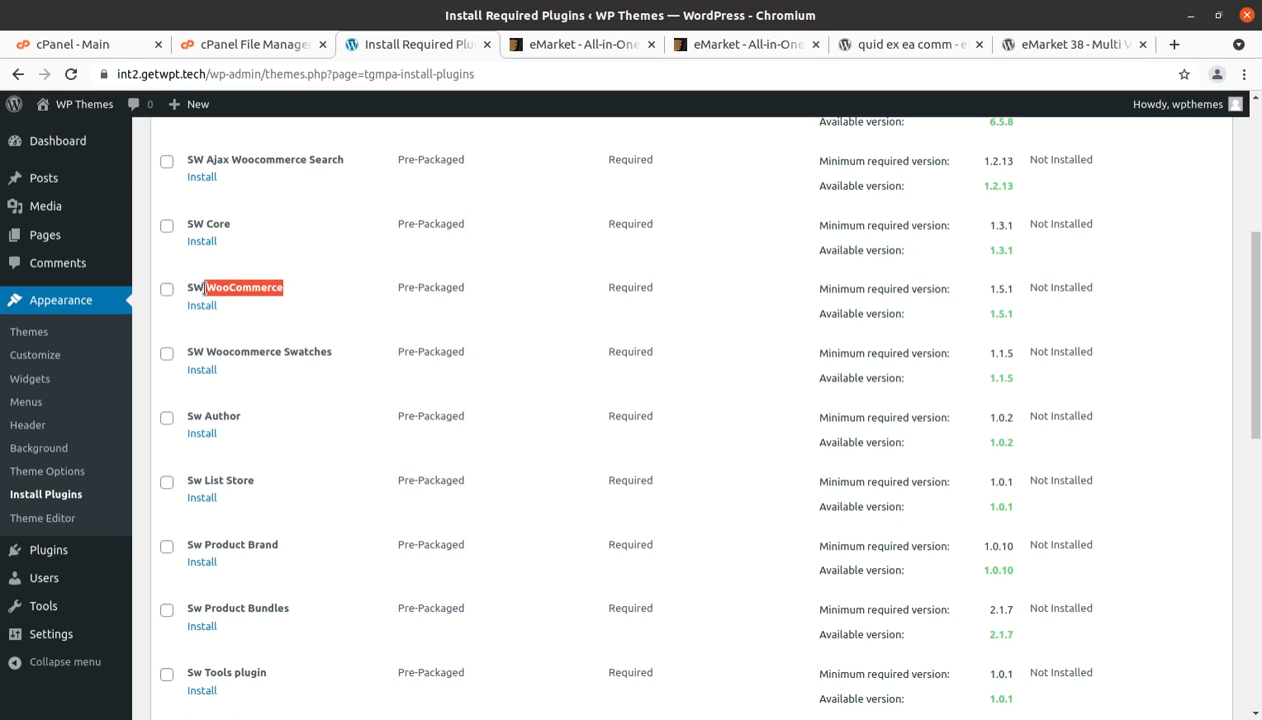 Install Required Plugins ‹ WP Themes — WordPress - Chromium
cPanel - Main
cPanel File Manager
Install Required Plu
eMarket - All-in-One
eMarket - All-in-One
quid ex ea comm - e
eMarket 38 - Multi V
int2.getwpt.tech/wp-admin/themes.php?page=tgmpa-install-plugins
WP Themes 0 New Howdy, wpthemes
Dashboard
Posts
Media
Pages
Comments
Appearance
Themes
Customize
Widgets
Menus
Header
Background
Theme Options
Install Plugins
Theme Editor
Plugins
Users
Tools
Settings
Collapse menu
Available version: 6.5.8
SW Ajax Woocommerce Search Pre-Packaged Required Minimum required version: 1.2.13 Not Installed
Install Available version: 1.2.13
SW Core Pre-Packaged Required Minimum required version: 1.3.1 Not Installed
Install Available version: 1.3.1
SW WooCommerce Pre-Packaged Required Minimum required version: 1.5.1 Not Installed
Install Available version: 1.5.1
SW Woocommerce Swatches Pre-Packaged Required Minimum required version: 1.1.5 Not Installed
Install Available version: 1.1.5
Sw Author Pre-Packaged Required Minimum required version: 1.0.2 Not Installed
Install Available version: 1.0.2
Sw List Store Pre-Packaged Required Minimum required version: 1.0.1 Not Installed
Install Available version: 1.0.1
Sw Product Brand Pre-Packaged Required Minimum required version: 1.0.10 Not Installed
Install Available version: 1.0.10
Sw Product Bundles Pre-Packaged Required Minimum required version: 2.1.7 Not Installed
Install Available version: 2.1.7
Sw Tools plugin Pre-Packaged Required Minimum required version: 1.0.1 Not Installed
Install Available version: 1.0.1